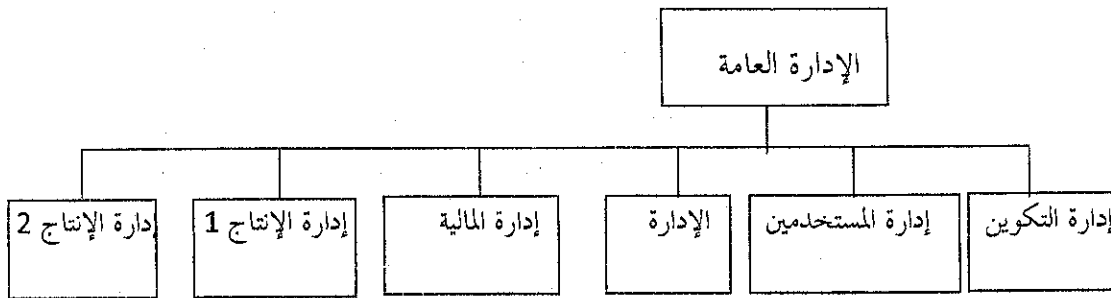 الإدارة العامة
إدارة التكوين
إدارة المستخدمين
الإدارة
إدارة المالية
إدارة الإنتاج 1
إدارة الإنتاج 2